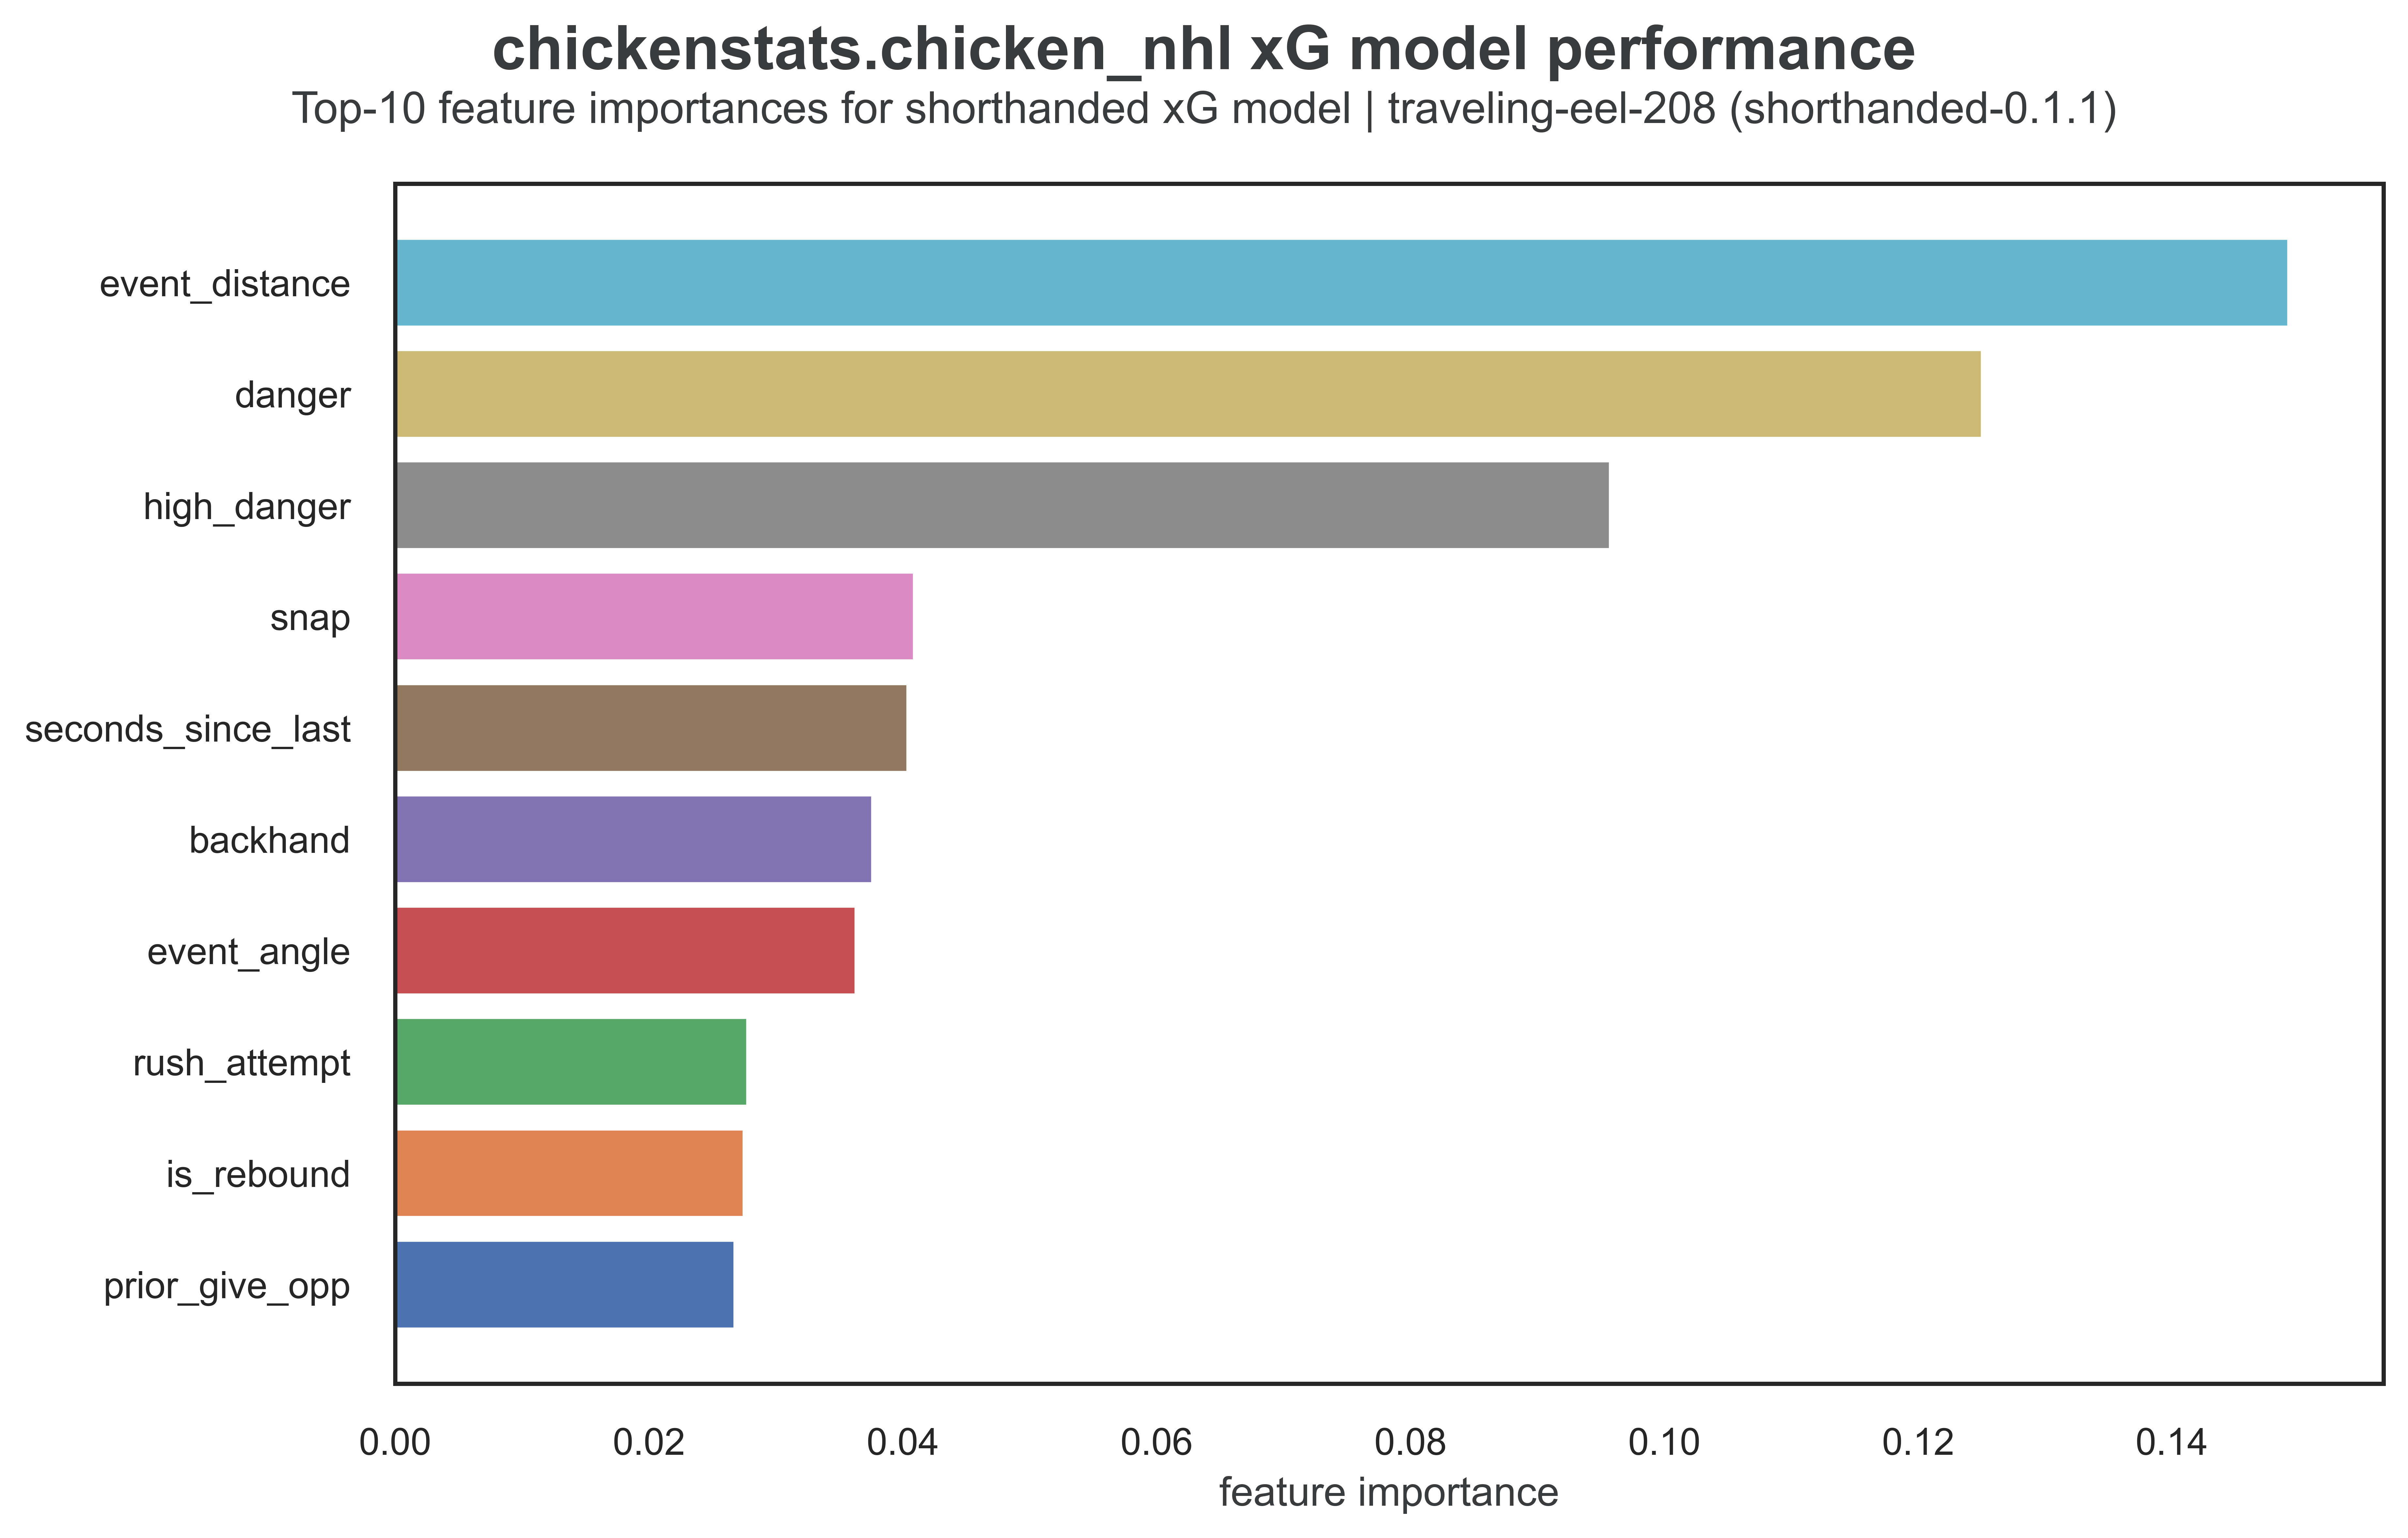 chickenstats.chicken_nhl xG model performance
Top-10 feature importances for shorthanded xG model | traveling-eel-208 (shorthanded-0.1.1)
event_distance
danger
high_danger
snap
seconds_since_last
backhand
event_angle
rush_attempt
is_rebound
prior_give_opp
0.00 0.02 0.04 0.06 0.08 0.10 0.12 0.14
feature importance